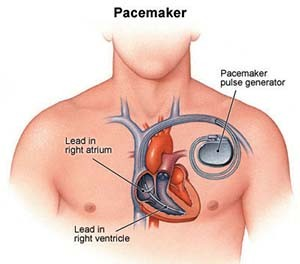 Pacemaker
Pacemaker
pulse generator
Lead in
right atrium
Lead in
right ventricle